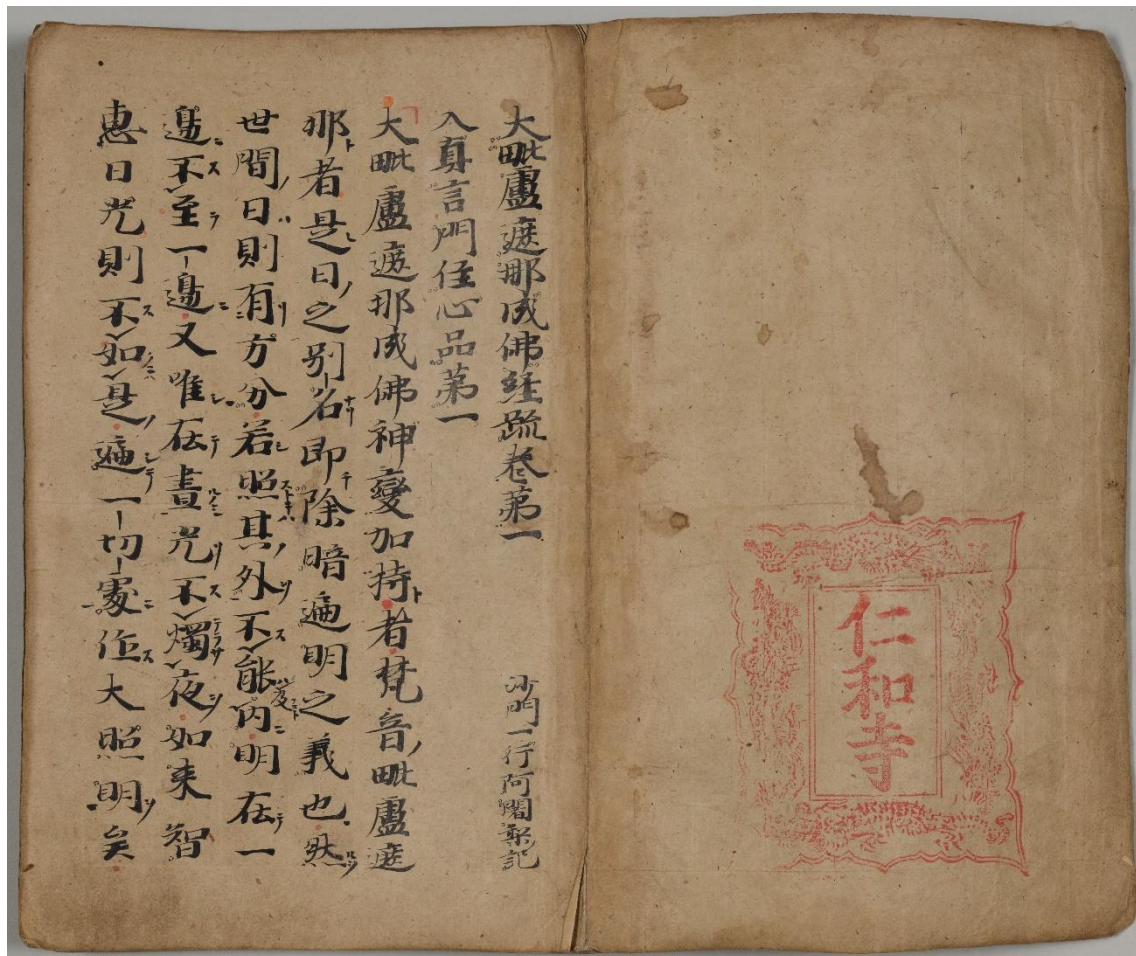 仁和寺
大毗盧遮那成佛経疏卷第一
沙門一行阿闍梨記
入真言門住心品第一
大毗盧遮那成佛神變加持者梵音毗盧遮
那者是日之別名即除暗遍明之義也然
世間日則有方分若照其外不能内明在一
邊不至一邊又唯在晝光不燭夜如来智
惠日光則不如是遍一切處作大照明矣